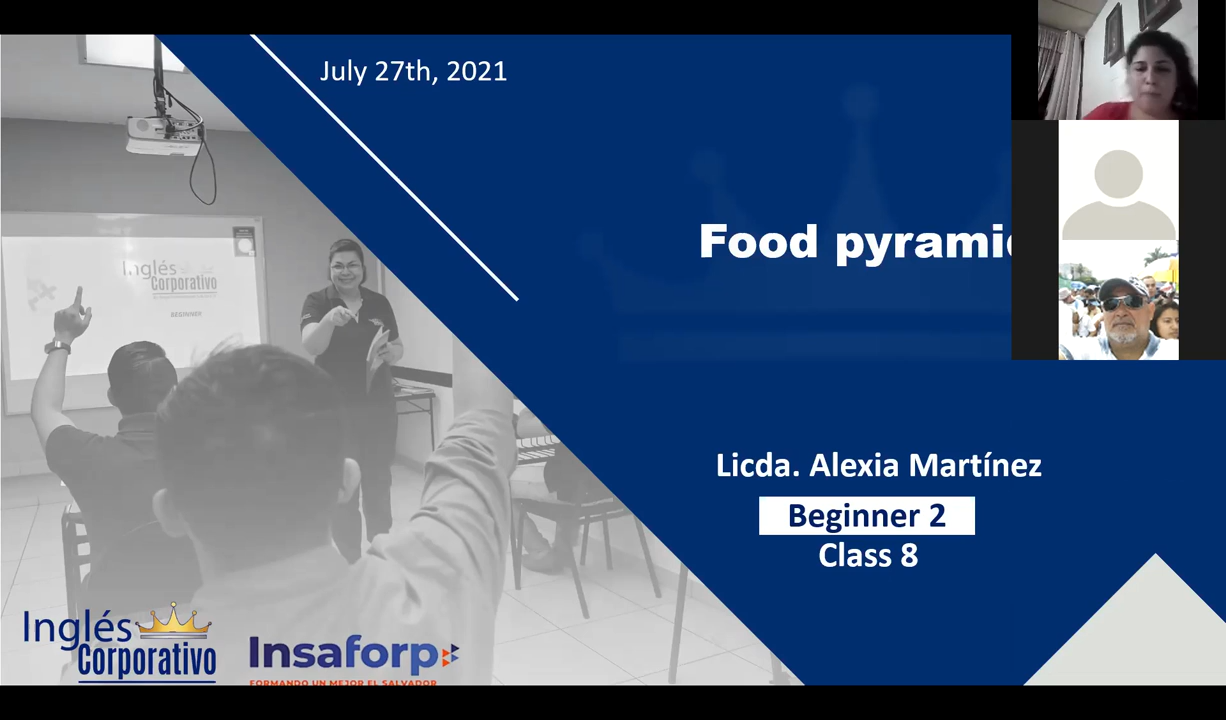 July 27th, 2021
Food pyrami
Licda. Alexia Martínez
Beginner 2
Class 8
Inglés
Corporativo
BEGINNER
Inglés
Corporativo
Insaforp
FORMANDO UN MEJOR EL SALVADOR